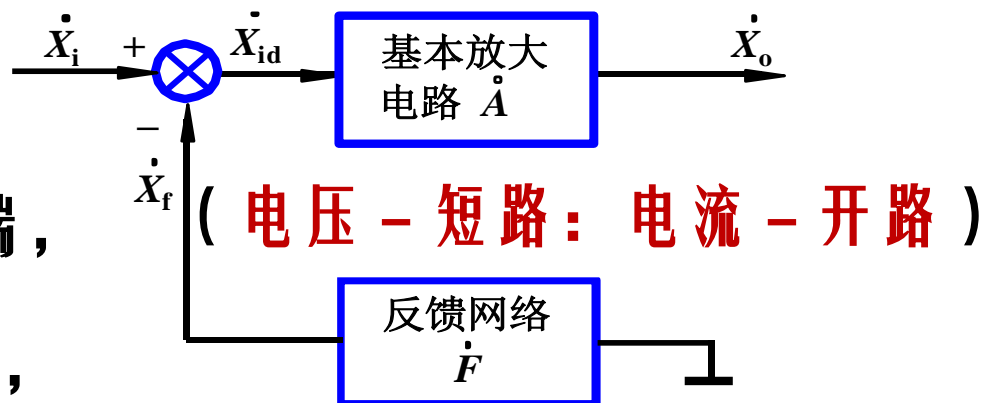 Ẋi + Ẋid 基本放大 Ẋo
电路 Å
−
Ẋf
端， （电压－短路：电流－开路）
反馈网络
Ḟ
，